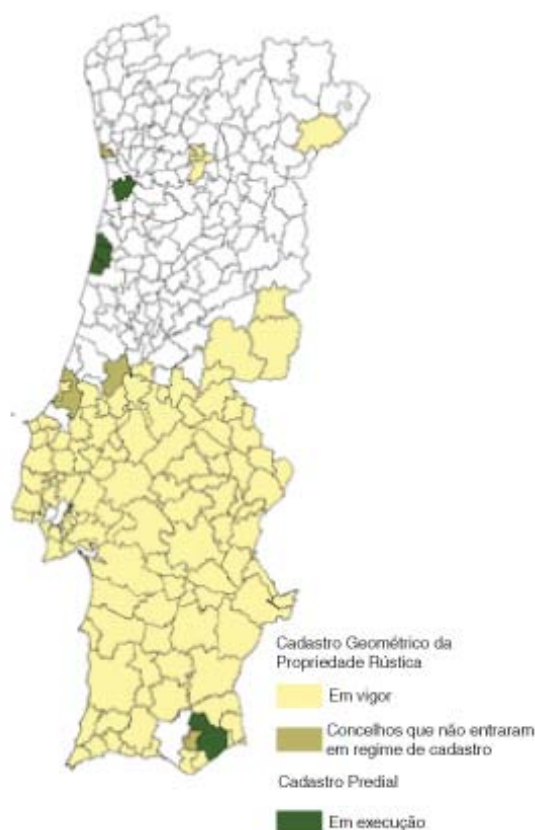 Cadastro Geométrico da
Propriedade Rústica
Em vigor
Concelhos que não entraram
em regime de cadastro
Cadastro Predial
Em execução